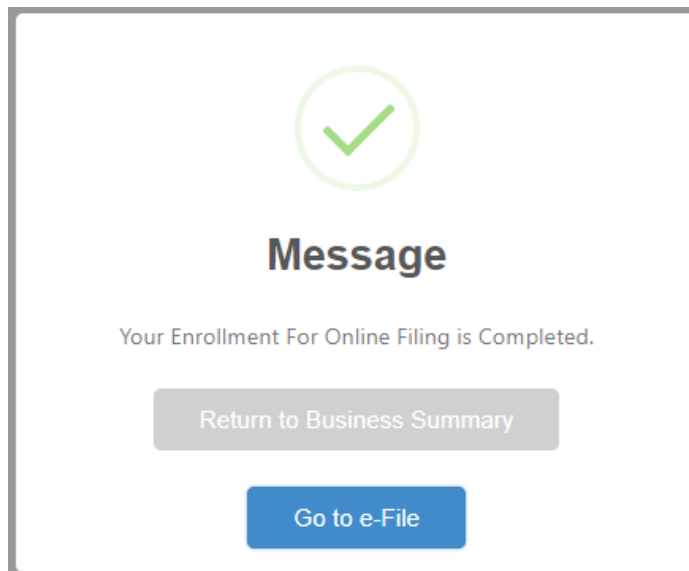 Message
Your Enrollment For Online Filing is Completed.
Return to Business Summary
Go to e-File